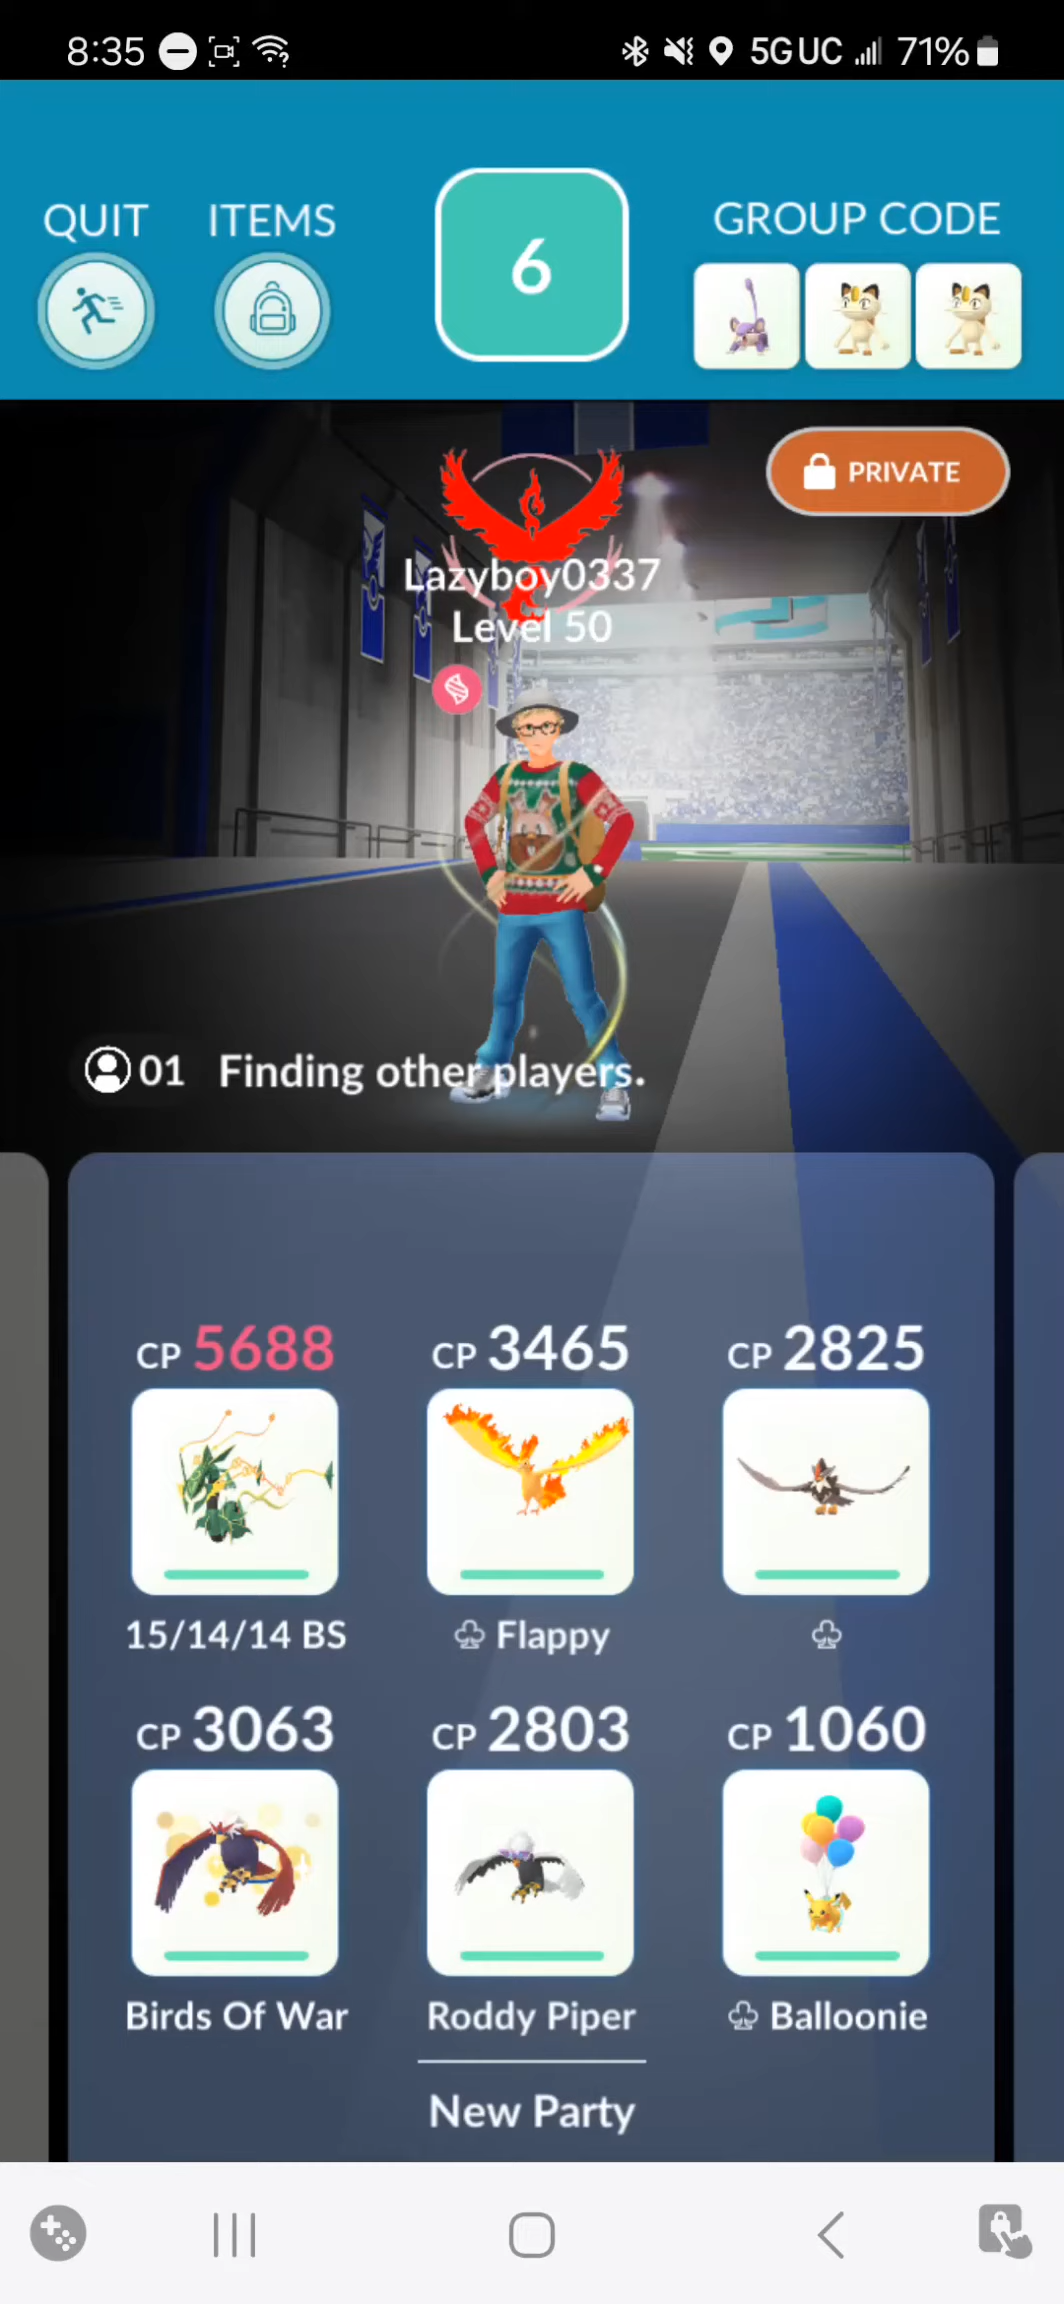 8:35 5G UC 71%
QUIT ITEMS
6
GROUP CODE
PRIVATE
Lazyboy0337
Level 50
01 Finding other players.
CP 5688 CP 3465 CP 2825
15/14/14 BS Flappy
CP 3063 CP 2803 CP 1060
Birds Of War Roddy Piper Balloonie
New Party